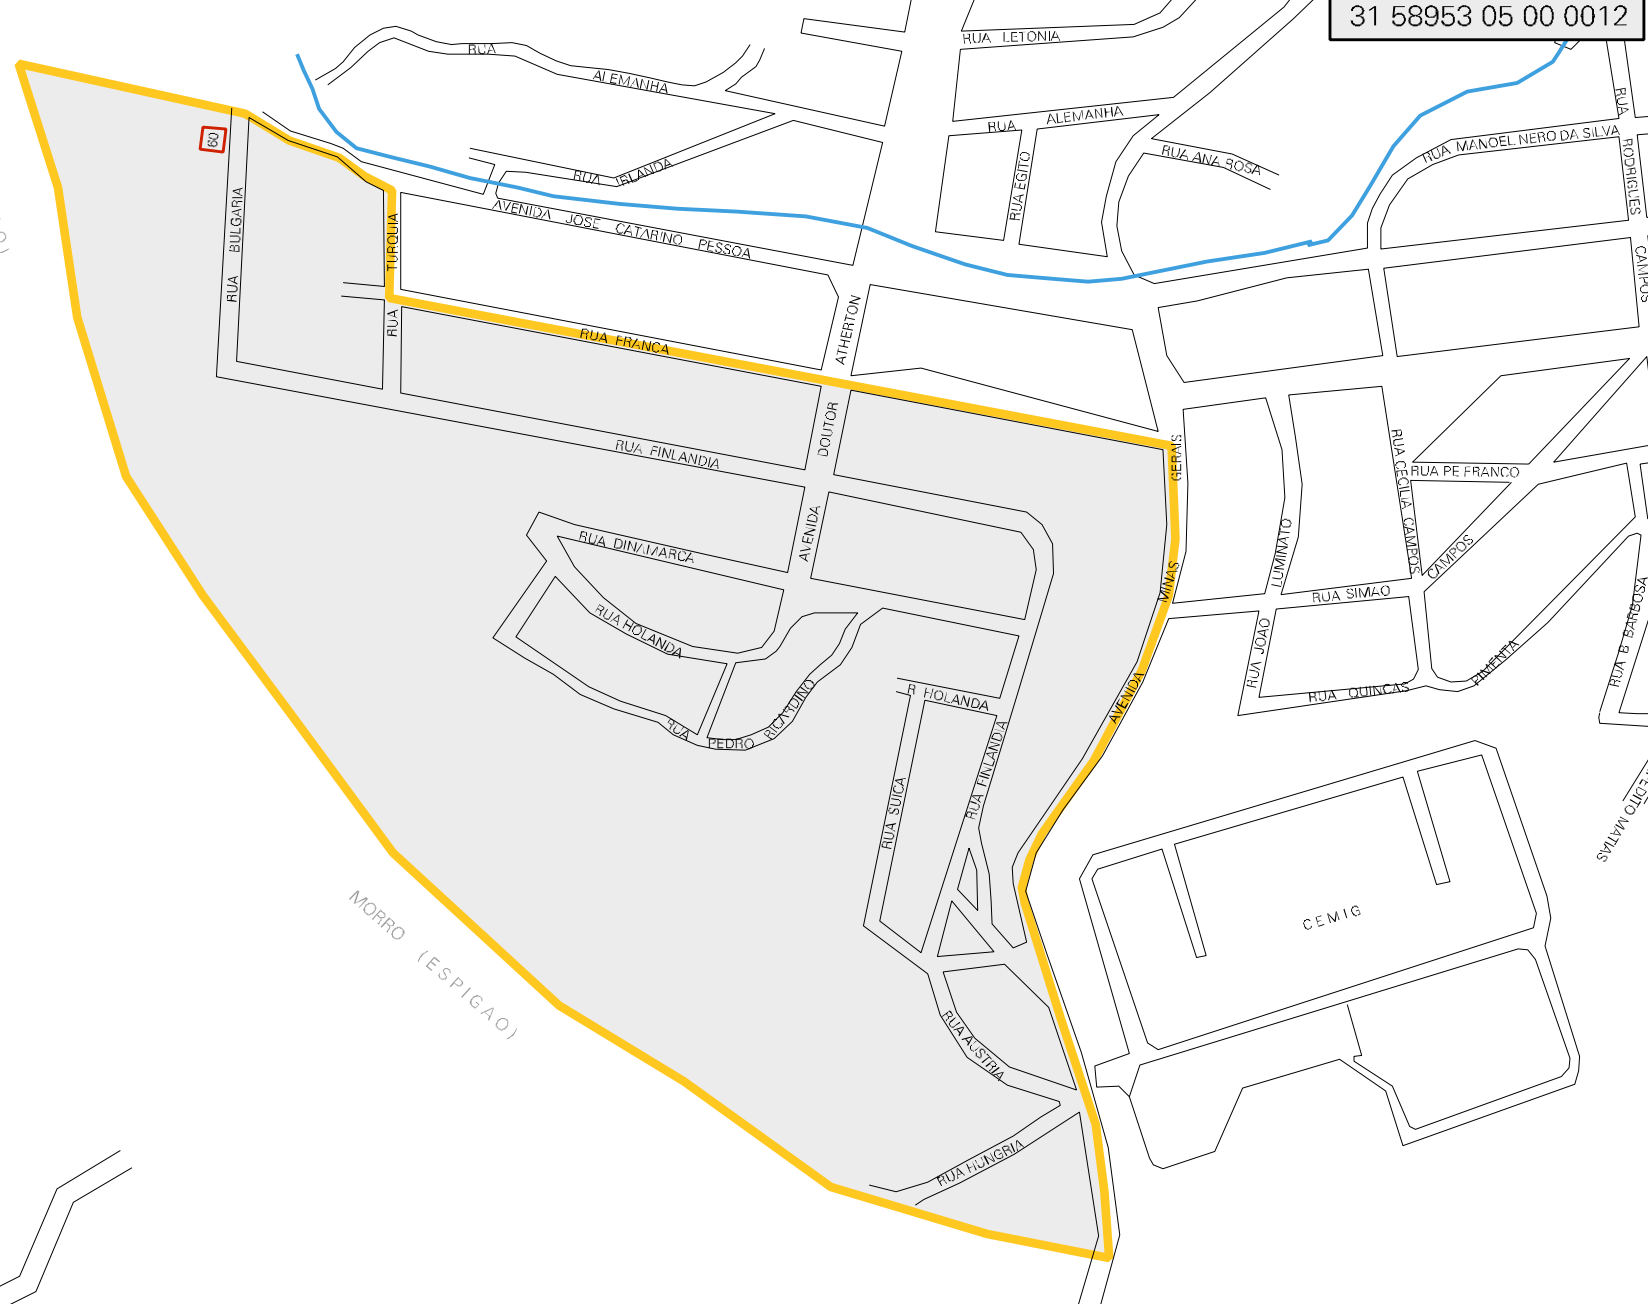 31 58953 05 00 0012
RUA LETONIA
RUA
ALEMANHA
RUA ALEMANHA
RUA MANOEL NERO DA SILVA
RUA
RODRIGUES
CAMPOS
60
RUA ANA ROSA
RUA EGITO
RUA IRLANDA
RUA BULGARIA
AVENIDA JOSE CATARINO PESSOA
RUA TURQUIA
RUA FRANCA
AVENIDA DOUTOR ATHERTON
RUA FINLANDIA
AVENIDA MINAS GERAIS
RUA CECILIA CAMPOS
RUA PE FRANCO
RUA DINAMARCA
RUA JOAO LUMINATO
RUA SIMAO
CAMPOS
RUA B BARBOSA
RUA HOLANDA
R HOLANDA
RUA QUINCAS
PIMENTA
RUA PEDRO RICARDINO
RUA FINLANDIA
RUA SUICA
MATIAS
CEMIG
MORRO (ESPIGAO)
RUA AUSTRIA
RUA HUNGRIA